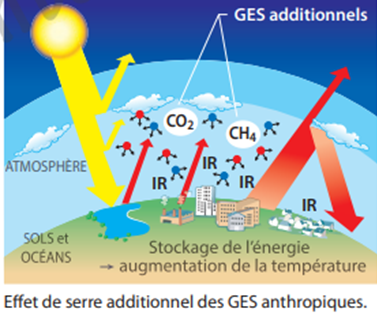 GES additionnels
CO2
CH4
ATMOSPHÈRE
IR
IR
IR
IR
SOLS et
OCÉANS
Stockage de l'énergie
→ augmentation de la température
Effet de serre additionnel des GES anthropiques.